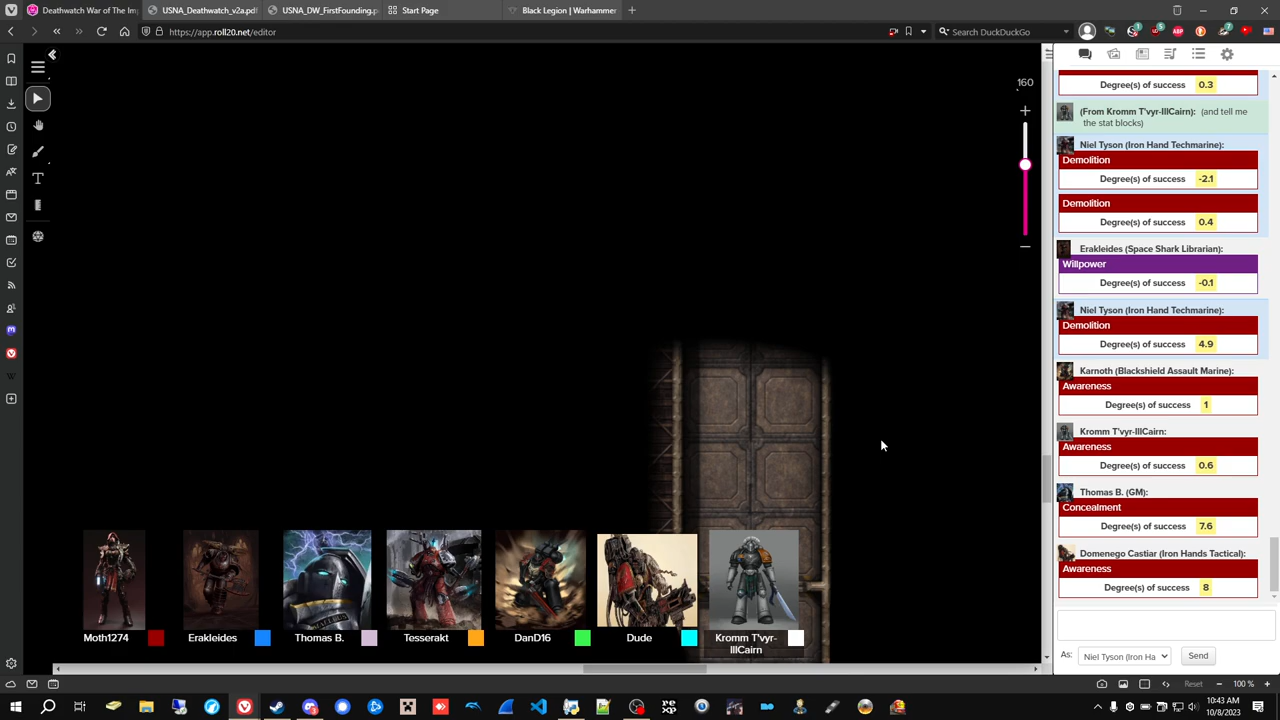 Deathwatch War of The Im
USNA_Deathwatch_v2a.pdf
USNA_DW_FirstFounding.p
Start Page
Black Legion | Warhamme
https://app.roll20.net/editor
Search DuckDuckGo
1
5
7
160
Degree(s) of success 0.3
(From Kromm T'vyr-IllCairn): (and tell me
the stat blocks)
Niel Tyson (Iron Hand Techmarine):
Demolition
Degree(s) of success -2.1
Demolition
Degree(s) of success 0.4
Erakleides (Space Shark Librarian):
Willpower
Degree(s) of success -0.1
Niel Tyson (Iron Hand Techmarine):
Demolition
Degree(s) of success 4.9
Karnoth (Blackshield Assault Marine):
Awareness
Degree(s) of success 1
Kromm T'vyr-IllCairn:
Awareness
Degree(s) of success 0.6
Thomas B. (GM):
Concealment
Degree(s) of success 7.6
Domenego Castiar (Iron Hands Tactical):
Awareness
Degree(s) of success 8
Moth1274
Erakleides
Thomas B.
Tesserakt
DanD16
Dude
Kromm T'vyr-
IllCairn
As: Niel Tyson (Iron Ha
Send
Reset
100 %
10:43 AM
10/8/2023